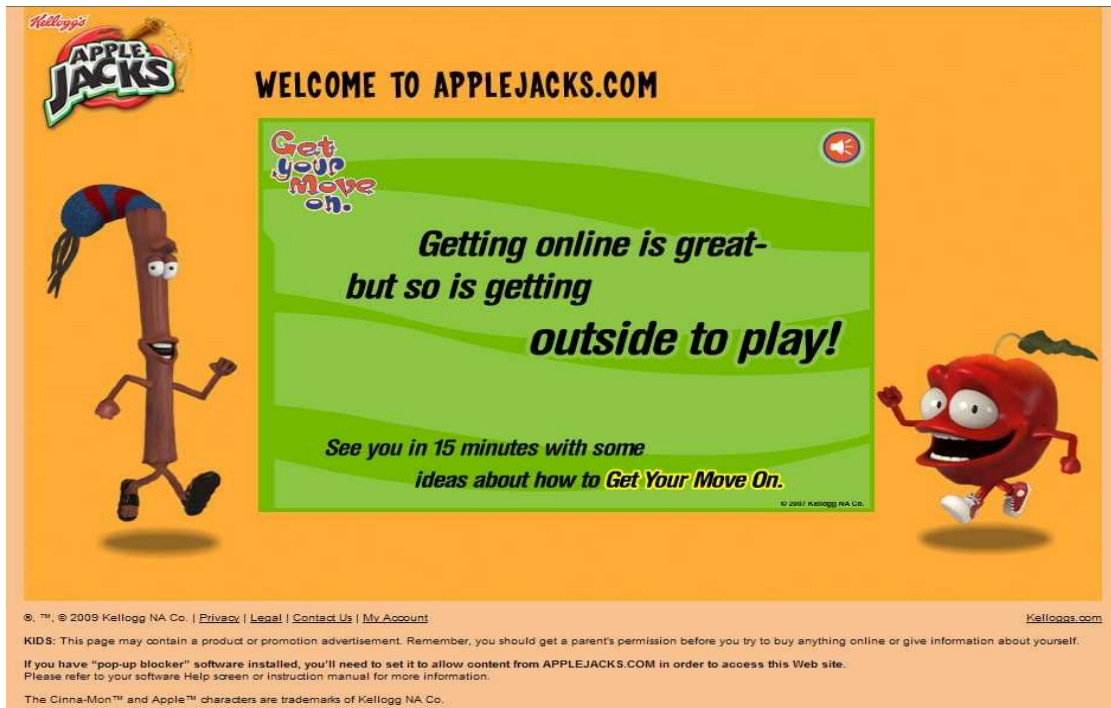 Kellogg's
APPLE
JACKS™
WELCOME TO APPLEJACKS.COM
Get
your
Move
on.
Getting online is great-
but so is getting
outside to play!
See you in 15 minutes with some
ideas about how to Get Your Move On.
© 2007 Kellogg NA Co.
®, ™, © 2009 Kellogg NA Co. | Privacy | Legal | Contact Us | My Account
Kelloggs.com
KIDS: This page may contain a product or promotion advertisement. Remember, you should get a parent's permission before you try to buy anything online or give information about yourself.
If you have "pop-up blocker" software installed, you'll need to set it to allow content from APPLEJACKS.COM in order to access this Web site.
Please refer to your software Help screen or instruction manual for more information.
The Cinna-Mon™ and Apple™ characters are trademarks of Kellogg NA Co.